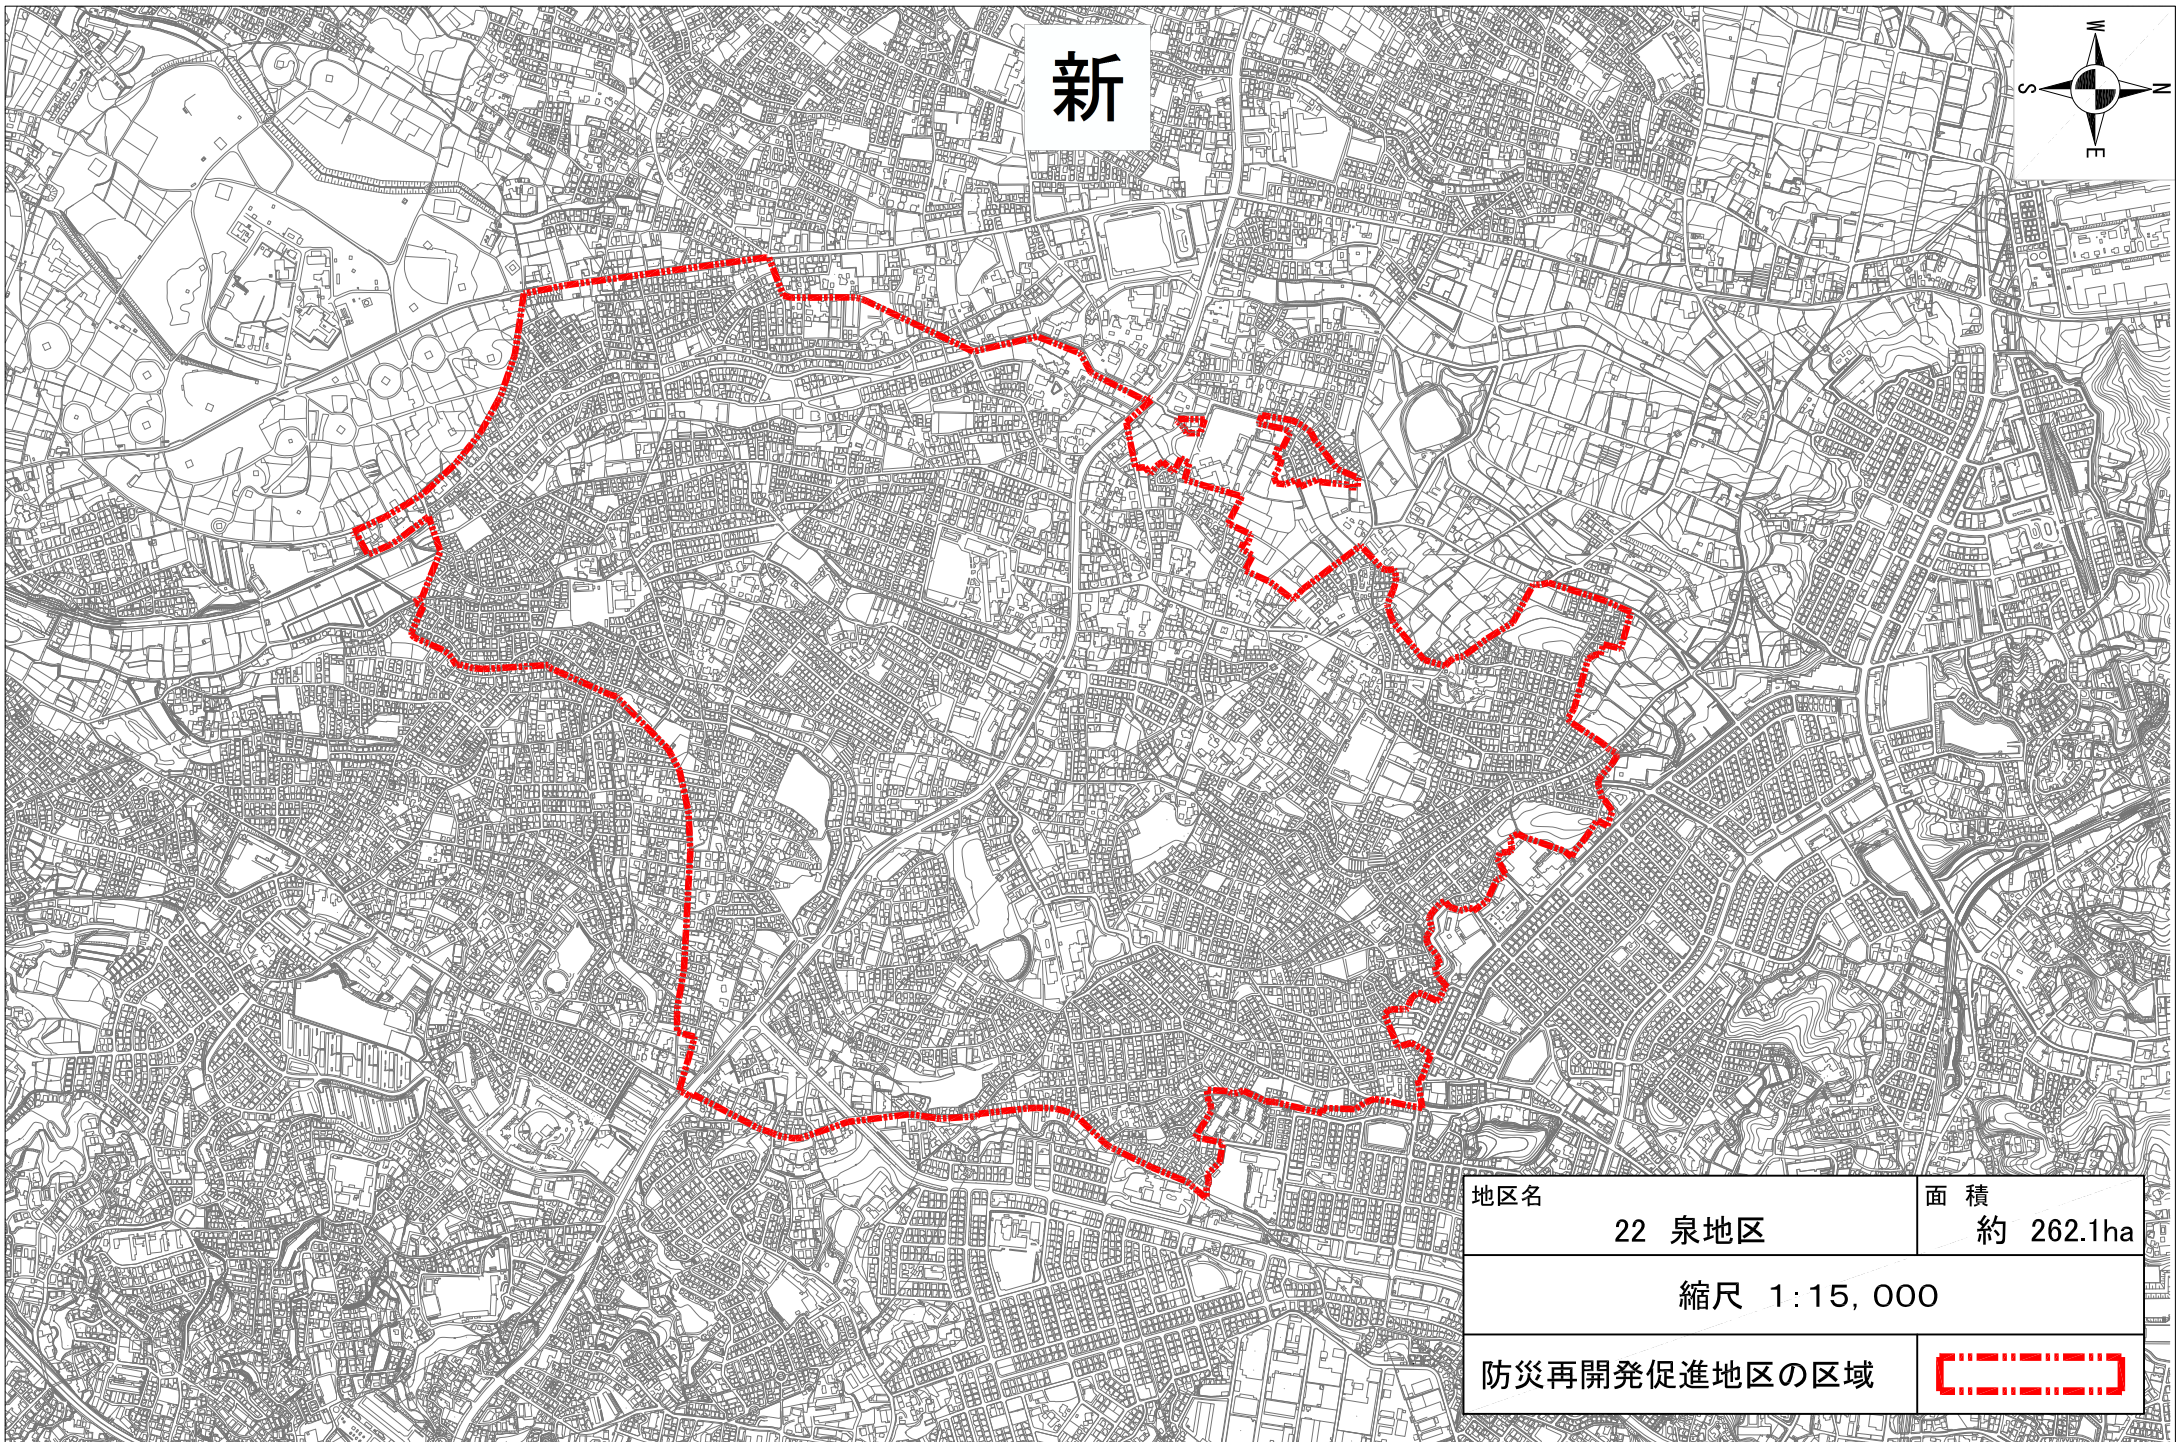 新
W
S
N
E
地区名
22 泉地区
面 積
約 262.1ha
縮尺 1:15,000
防災再開発促進地区の区域